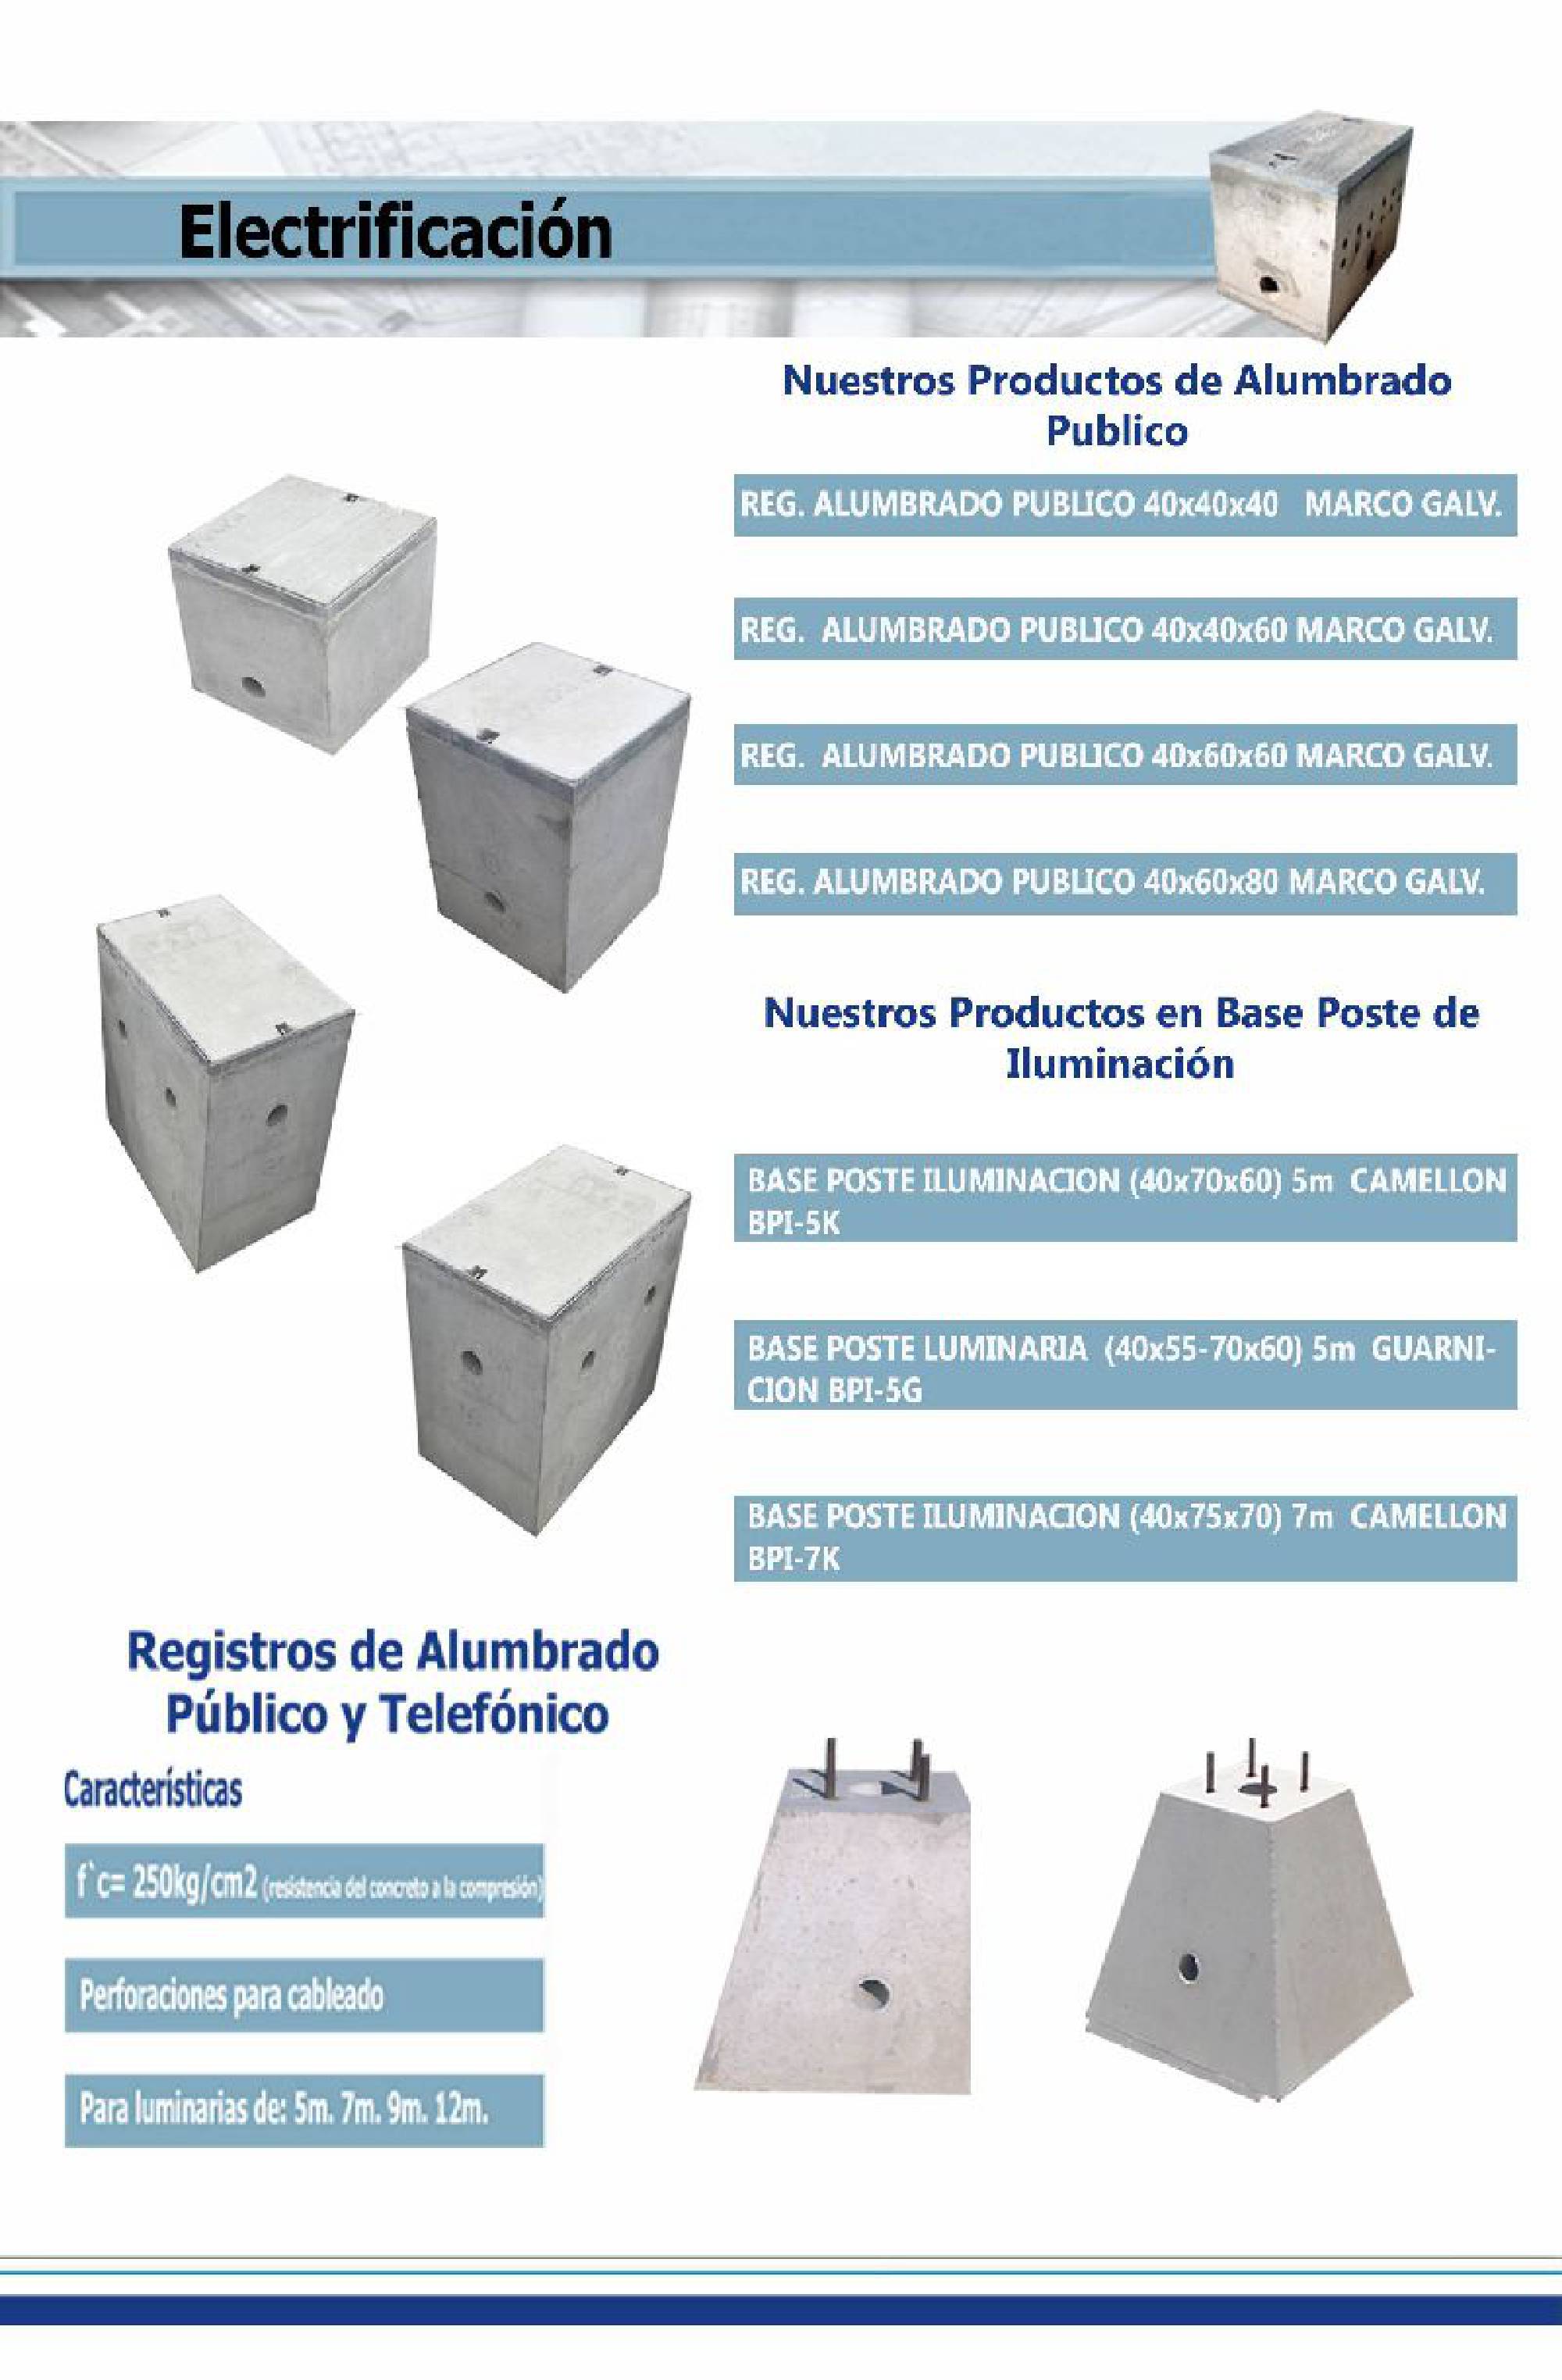 Electrificación
Nuestros Productos de Alumbrado
Publico
REG. ALUMBRADO PUBLICO 40x40x40 MARCO GALV.
REG. ALUMBRADO PUBLICO 40x40x60 MARCO GALV.
REG. ALUMBRADO PUBLICO 40x60x60 MARCO GALV.
REG. ALUMBRADO PUBLICO 40x60x80 MARCO GALV.
Nuestros Productos en Base Poste de
Iluminación
BASE POSTE ILUMINACION (40x70x60) 5m CAMELLON
BPI-5K
BASE POSTE LUMINARIA (40x55-70x60) 5m GUARNI-
CION BPI-5G
BASE POSTE ILUMINACION (40x75x70) 7m CAMELLON
BPI-7K
Registros de Alumbrado
Público y Telefónico
Características
f`c= 250kg/cm2 (resistencia del concreto a la compresión)
Perforaciones para cableado
Para luminarias de: 5m. 7m. 9m. 12m.